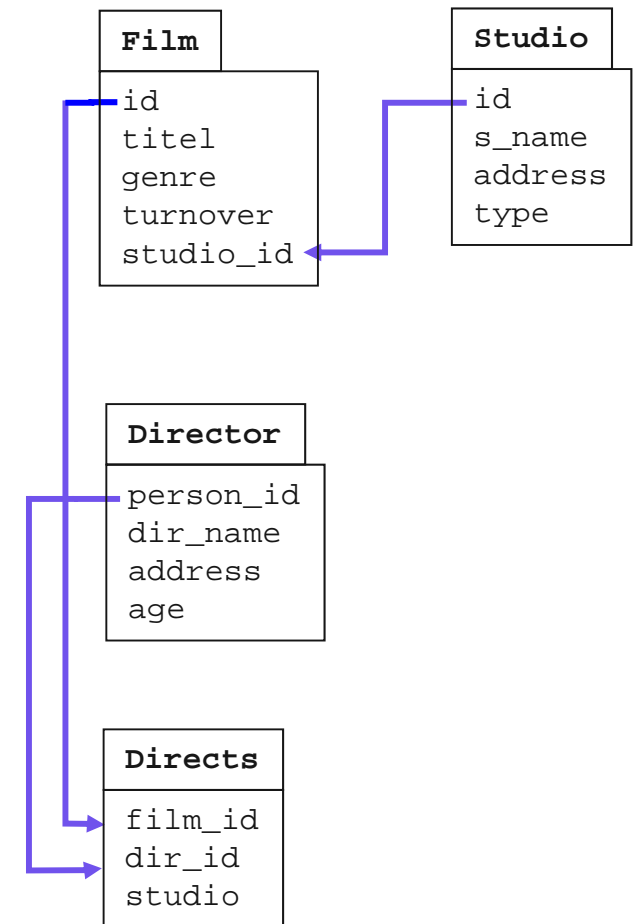 Film
id
titel
genre
turnover
studio_id
Studio
id
s_name
address
type
Director
person_id
dir_name
address
age
Directs
film_id
dir_id
studio